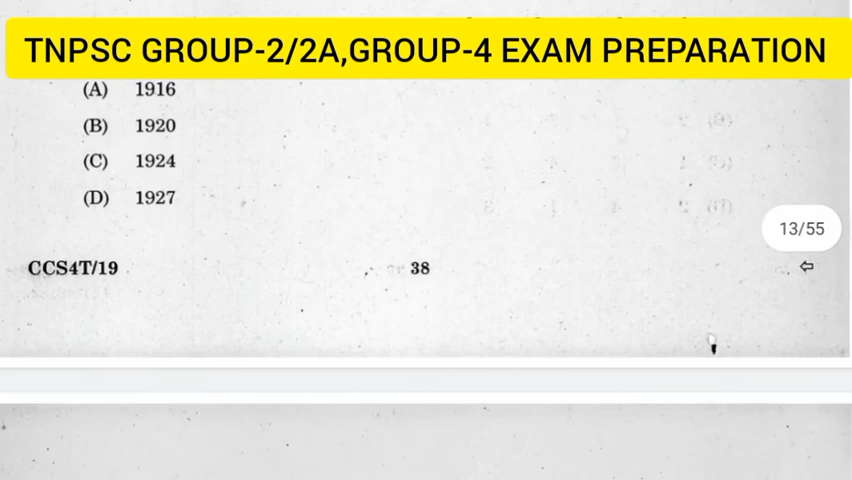 TNPSC GROUP-2/2A,GROUP-4 EXAM PREPARATION
(A) 1916
(B) 1920
(C) 1924
(D) 1927
13/55
CCS4T/19 38 ⇦